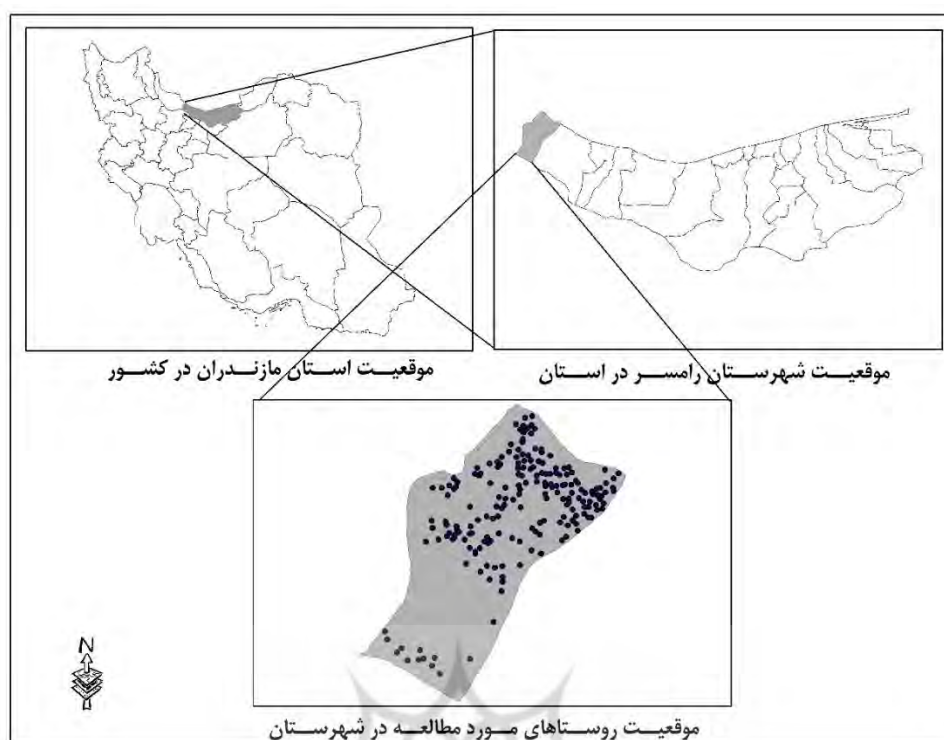 موقعیت استان مازندران در کشور
موقعیت شهرستان رامسر در استان
N
موقعیت روستاهای مورد مطالعه در شهرستان